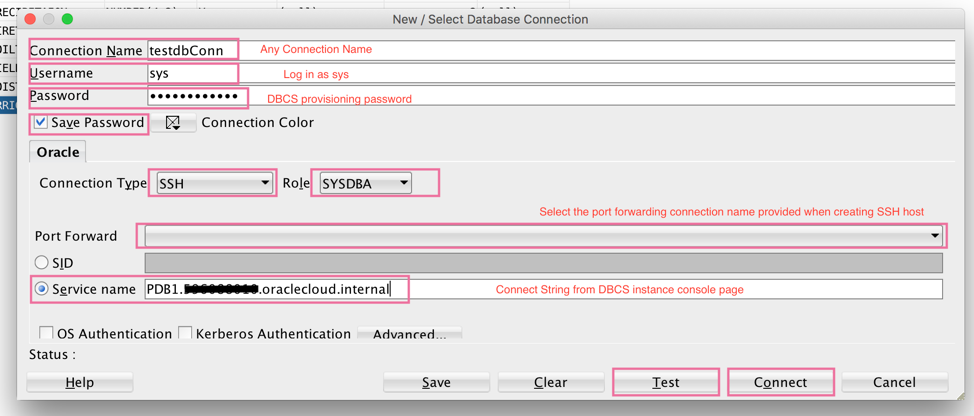 New / Select Database Connection
Connection Name testdbConn Any Connection Name
Username sys Log in as sys
Password •••••••••••• DBCS provisioning password
Save Password Connection Color
Oracle
Connection Type SSH Role SYSDBA
Select the port forwarding connection name provided when creating SSH host
Port Forward
SID
Service name PDB1. .oraclecloud.internal Connect String from DBCS instance console page
OS Authentication Kerberos Authentication Advanced...
Status :
Help Save Clear Test Connect Cancel